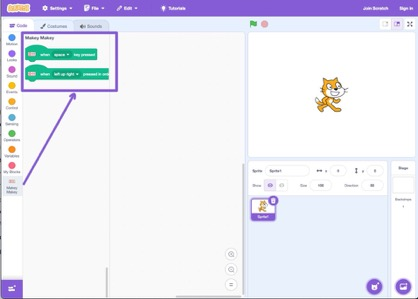 SCRATCH
Settings
File
Edit
Tutorials
Join Scratch
Sign in
Code
Costumes
Sounds
Motion
Looks
Sound
Events
Control
Sensing
Operators
Variables
My Blocks
Makey Makey
Makey Makey
when space key pressed
when left up right pressed in order
Sprite Sprite1 x 0 y 0
Show Size 100 Direction 90
Sprite1
Stage
Backdrops